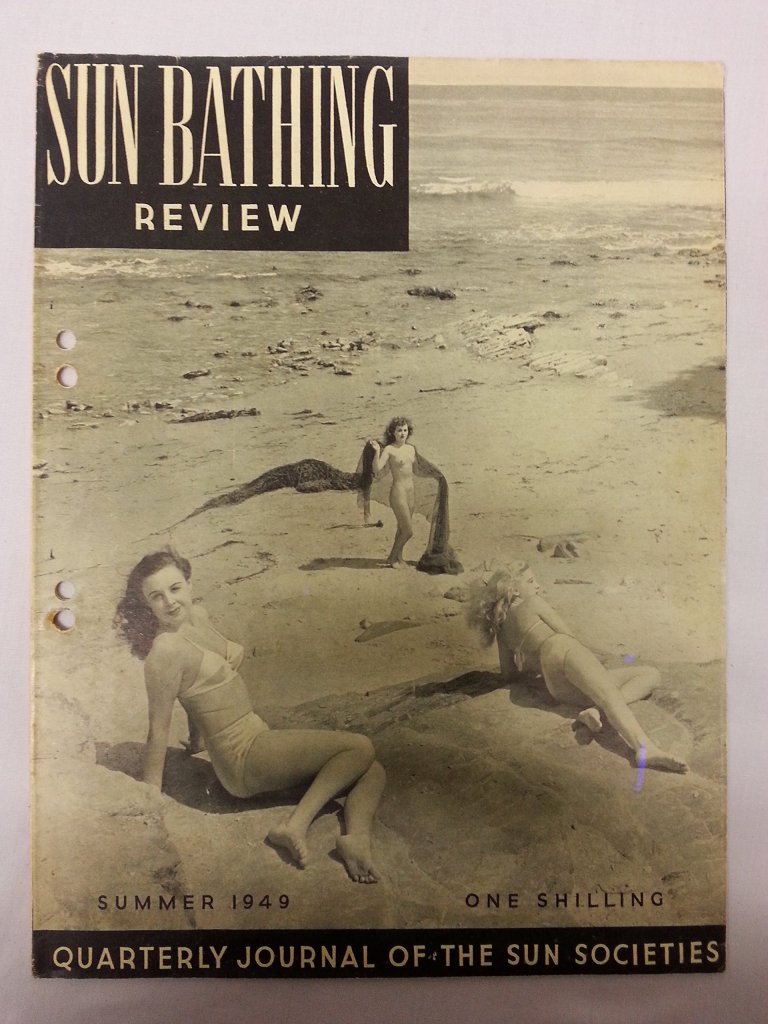 SUN BATHING
REVIEW
SUMMER 1949
ONE SHILLING
QUARTERLY JOURNAL OF THE SUN SOCIETIES